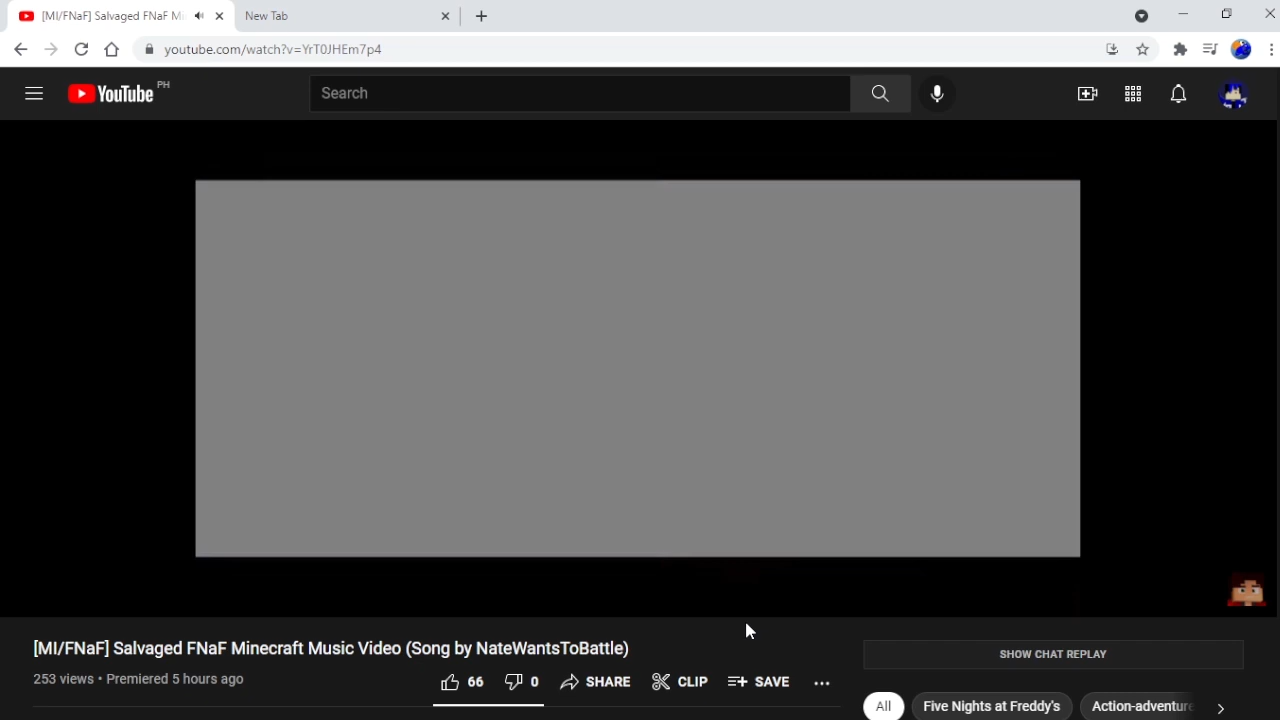 [MI/FNaF] Salvaged FNaF Mi
New Tab
youtube.com/watch?v=YrT0JHEm7p4
YouTube PH
Search
[MI/FNaF] Salvaged FNaF Minecraft Music Video (Song by NateWantsToBattle)
253 views • Premiered 5 hours ago
66
0
SHARE
CLIP
SAVE
SHOW CHAT REPLAY
All
Five Nights at Freddy's
Action-adventure